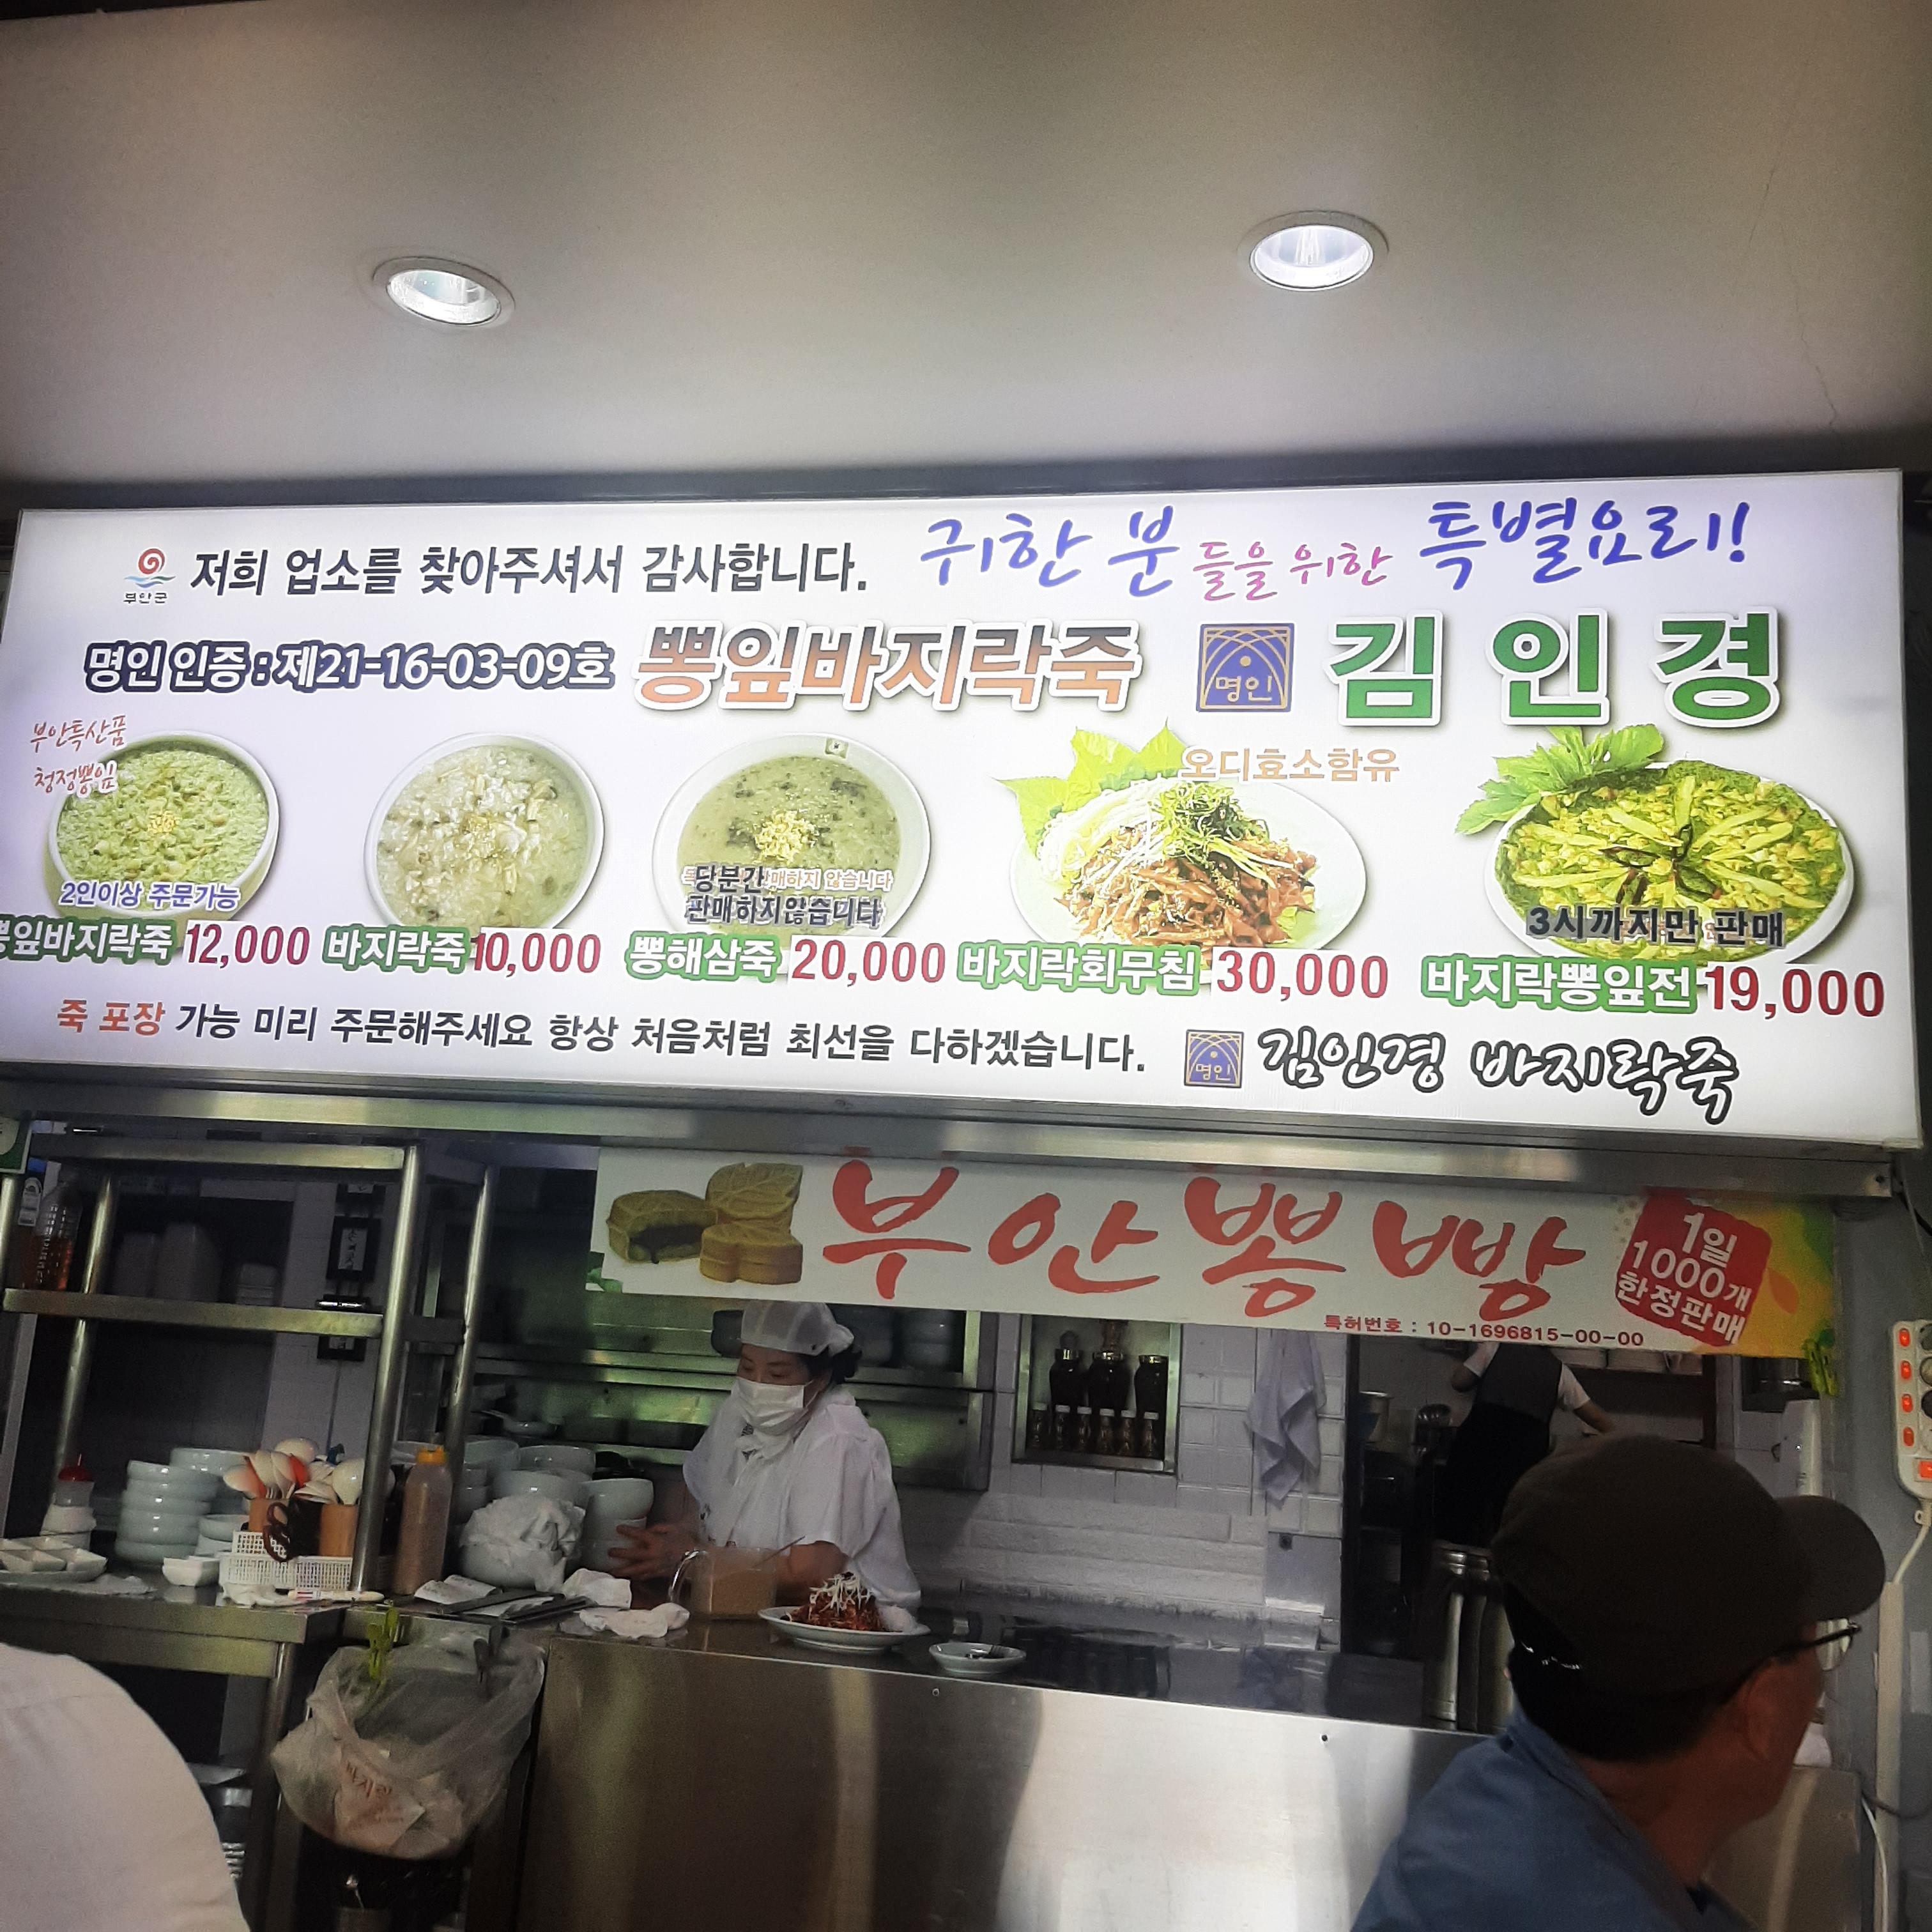 부안군
저희 업소를 찾아주셔서 감사합니다.
귀한 분들을 위한 특별요리!
명인 인증 : 제21-16-03-09호 뽕잎바지락죽 명인 김인경
부안특산품
청정뽕잎
오디효소함유
2인이상 주문가능
당분간 매하지 않습니다
판매하지않습니다
3시까지만 판매
뽕잎바지락죽 12,000 바지락죽 10,000 뽕해삼죽 20,000 바지락회무침 30,000 바지락뽕잎전 19,000
죽 포장 가능 미리 주문해주세요 항상 처음처럼 최선을 다하겠습니다. 명인 김인경 바지락죽
부안뽕빵
1일
1000개
한정판매
특허번호 : 10-1696815-00-00